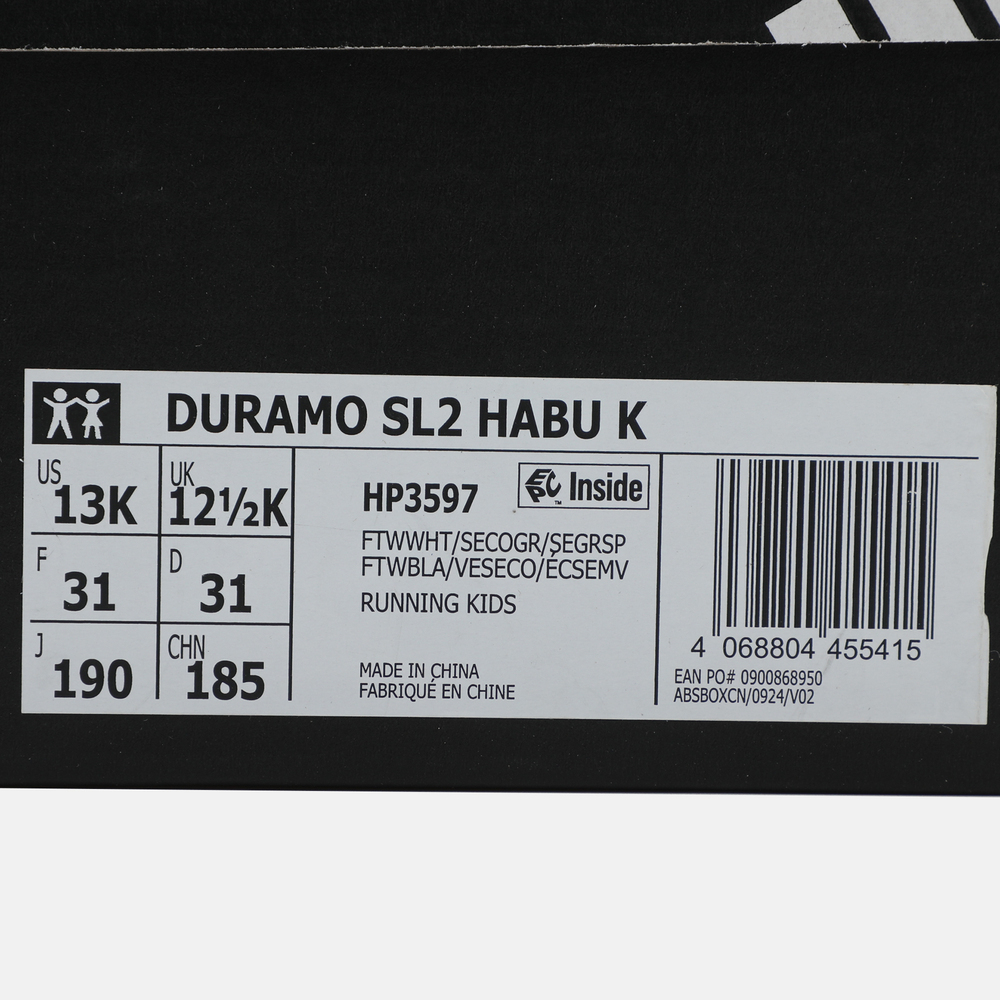 DURAMO SL2 HABU K
US 13K
UK 12½K
F 31
D 31
J 190
CHN 185
HP3597
EPC Inside
™
FTWWHT/SECOGR/SEGRSP
FTWBLA/VESECO/ECSEMV
RUNNING KIDS
MADE IN CHINA
FABRIQUÉ EN CHINE
4 068804 455415
EAN PO# 0900868950
ABSBOXCN/0924/V02